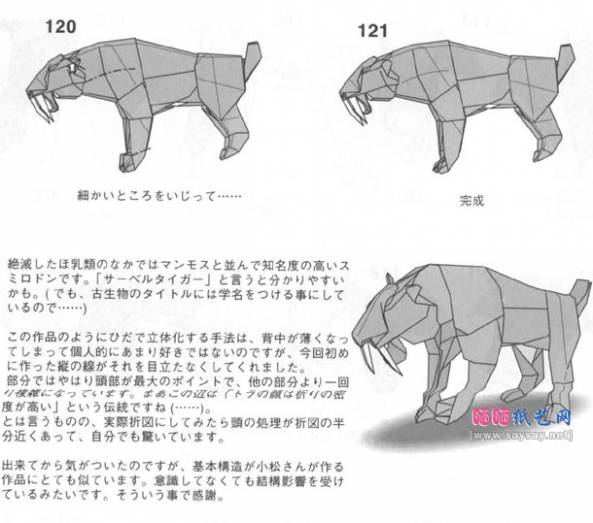 120
121
細かいところをいじって……
完成
絶滅したほ乳類のなかではマンモスと並んで知名度の高いス
ミロドンです。「サーベルタイガー」と言うと分かりやすい
かも。(でも、古生物のタイトルには学名をつける事にして
いるので……)
この作品のようにひだで立体化する手法は、背中が薄くなっ
てしまって個人的にあまり好きではないのですが、今回初め
に作った縦の線がそれを目立たなくしてくれました。
部分ではやはり頭部が最大のポイントで、他の部分より一回
り複雑になっています。まあこの辺は「トラの顔は折りの密
度が高い」という伝統ですね(……)。
とは言うものの、実際折図にしてみたら頭の処理が折図の半
分近くあって、自分でも驚いています。
出来てから気がついたのですが、基本構造が小松さんが作る
作品にとても似ています。意識してなくても結構影響を受け
ているみたいです。そういう事で感謝。
纸艺网
www.saysay.net